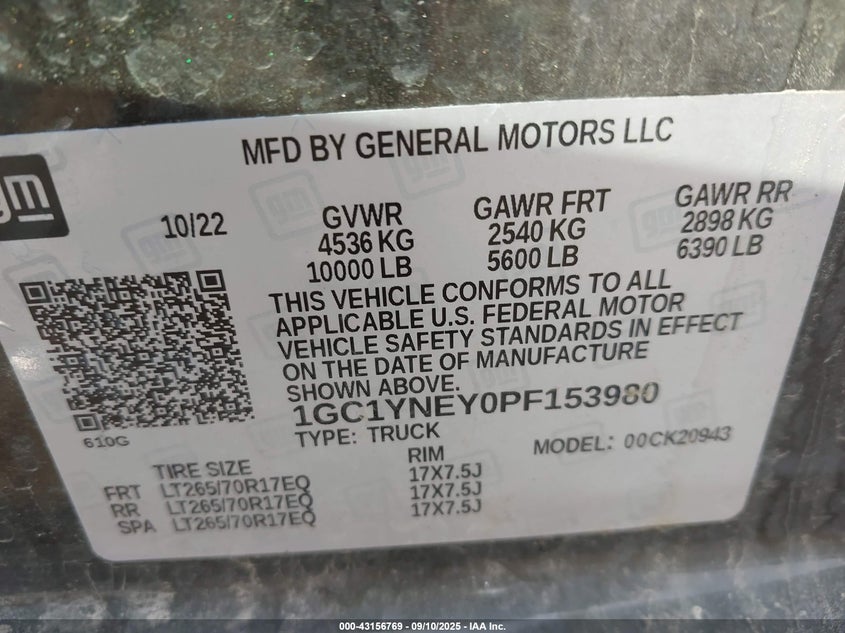 MFD BY GENERAL MOTORS LLC
gm
10/22
GVWR
4536 KG
10000 LB
GAWR FRT
2540 KG
5600 LB
GAWR RR
2898 KG
6390 LB
THIS VEHICLE CONFORMS TO ALL
APPLICABLE U.S. FEDERAL MOTOR
VEHICLE SAFETY STANDARDS IN EFFECT
ON THE DATE OF MANUFACTURE
SHOWN ABOVE.
1GC1YNEY0PF153980
610G
TYPE: TRUCK
MODEL: 00CK20943
TIRE SIZE RIM
FRT LT265/70R17EQ 17X7.5J
RR LT265/70R17EQ 17X7.5J
SPA LT265/70R17EQ 17X7.5J
000-43156769 - 09/10/2025 - IAA Inc.